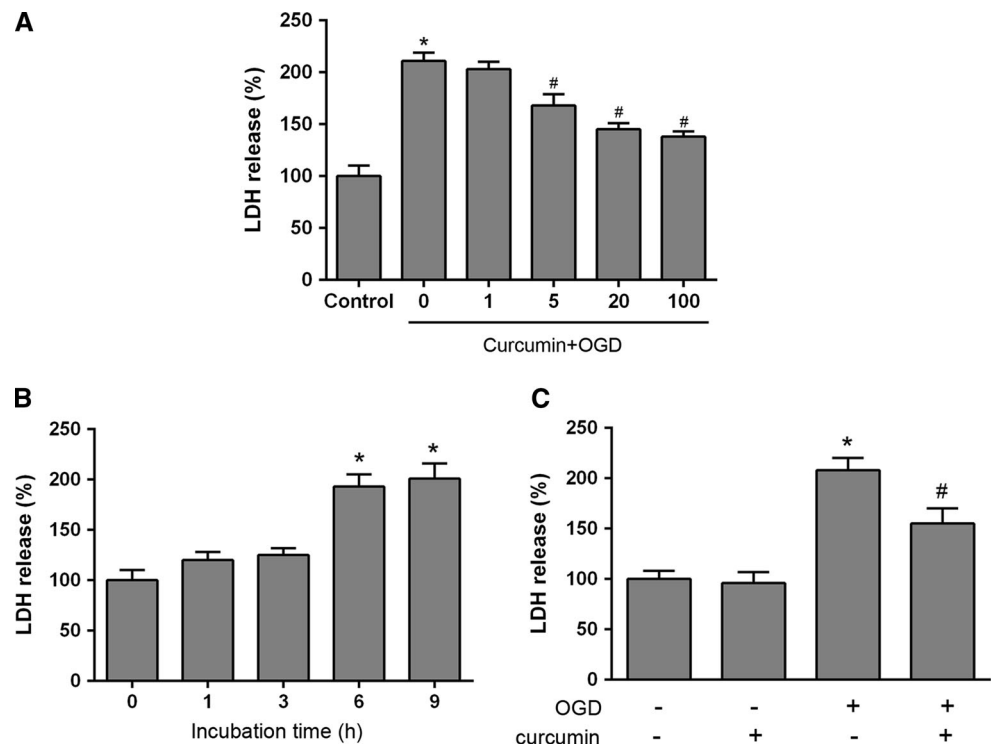 A
LDH release (%)
250
200
150
100
50
0
*
#
#
#
Control 0 1 5 20 100
Curcumin+OGD
B
LDH release (%)
250
200
150
100
50
0
*
*
0 1 3 6 9
Incubation time (h)
C
LDH release (%)
250
200
150
100
50
0
*
#
OGD - - + +
curcumin - + - +